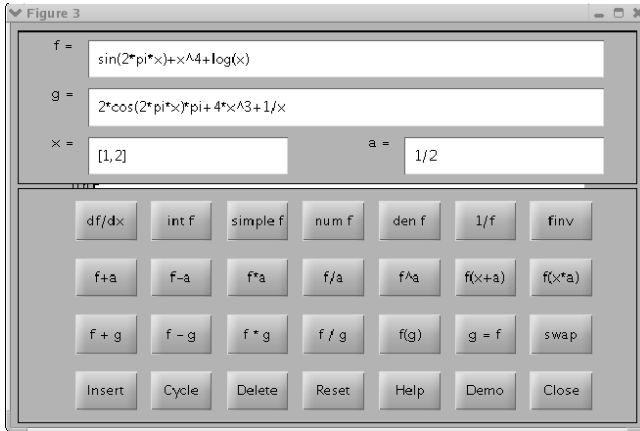 Figure 3
f = sin(2*pi*x)+x^4+log(x)
g = 2*cos(2*pi*x)*pi+4*x^3+1/x
x = [1,2] a = 1/2
df/dx int f simple f num f den f 1/f finv
f+a f-a f*a f/a f^a f(x+a) f(x*a)
f + g f - g f * g f / g f(g) g = f swap
Insert Cycle Delete Reset Help Demo Close